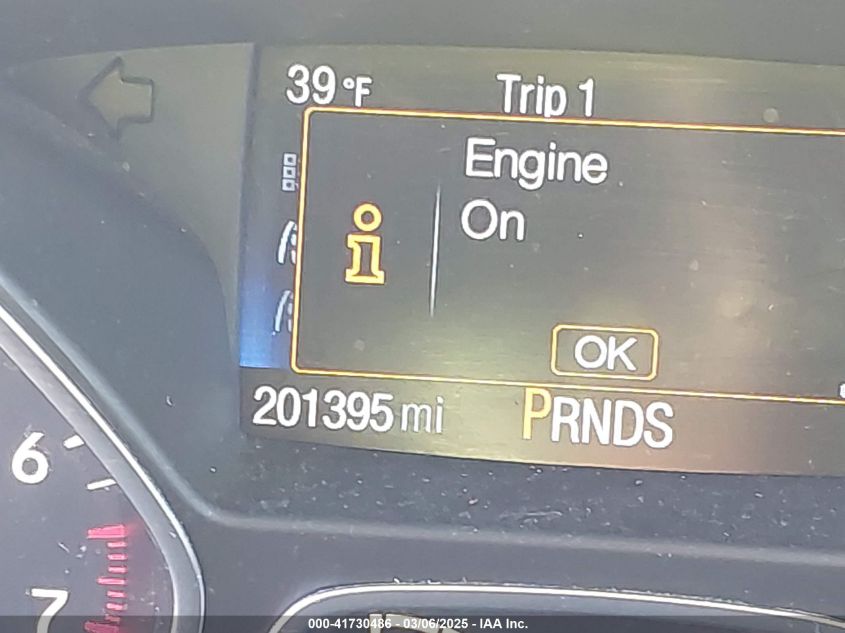 39°F Trip 1
Engine
On
OK
201395 mi PRNDS
6
7
000-41730486 - 03/06/2025 - IAA Inc.